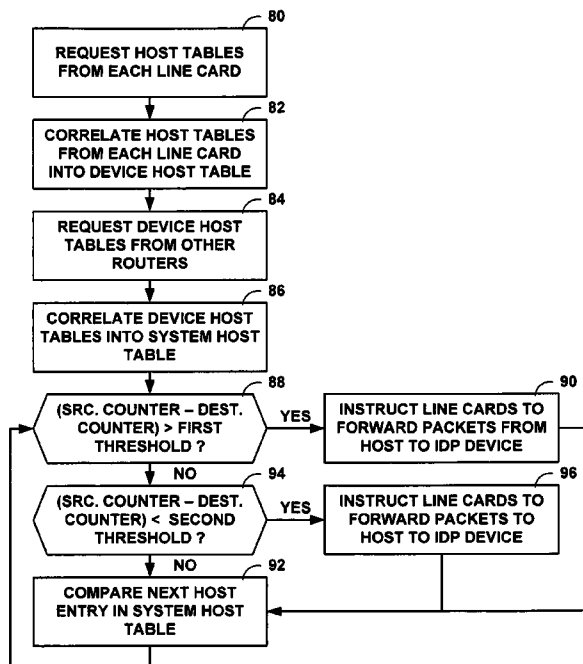 80
REQUEST HOST TABLES
FROM EACH LINE CARD
82
CORRELATE HOST TABLES
FROM EACH LINE CARD
INTO DEVICE HOST TABLE
84
REQUEST DEVICE HOST
TABLES FROM OTHER
ROUTERS
86
CORRELATE DEVICE HOST
TABLES INTO SYSTEM HOST
TABLE
88
(SRC. COUNTER – DEST.
COUNTER) > FIRST
THRESHOLD ?
YES
90
INSTRUCT LINE CARDS TO
FORWARD PACKETS FROM
HOST TO IDP DEVICE
NO
94
(SRC. COUNTER – DEST.
COUNTER) < SECOND
THRESHOLD ?
YES
96
INSTRUCT LINE CARDS TO
FORWARD PACKETS TO
HOST TO IDP DEVICE
NO
92
COMPARE NEXT HOST
ENTRY IN SYSTEM HOST
TABLE